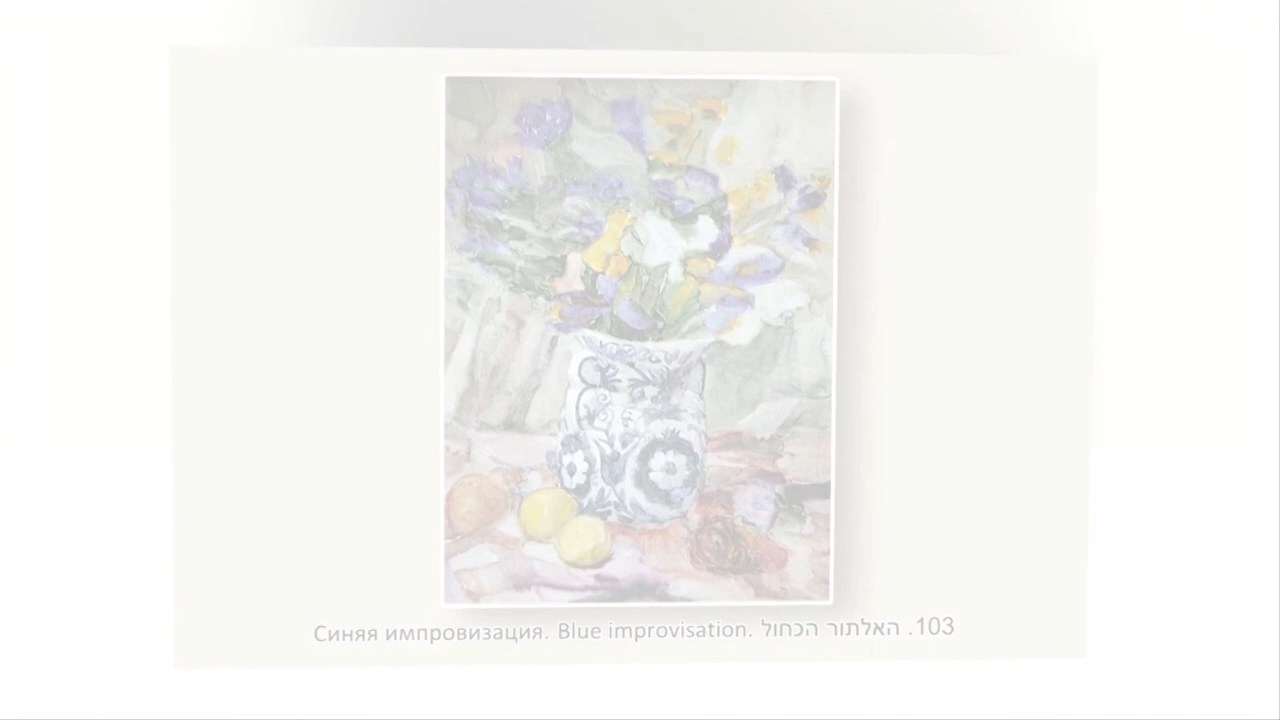 Синяя импровизация. Blue improvisation. האלתור הכחול .103